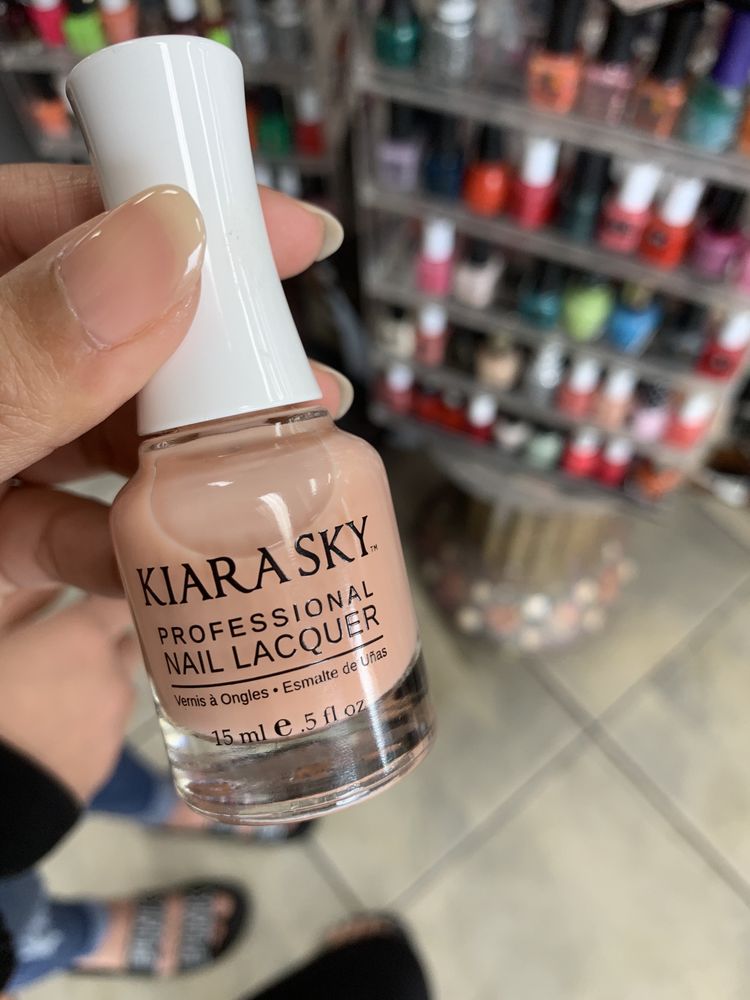 KIARA SKY™
PROFESSIONAL
NAIL LACQUER
Vernis à Ongles • Esmalte de Uñas
15 ml e .5 fl oz